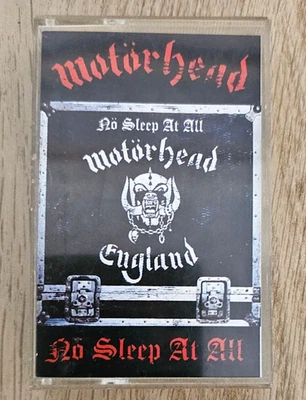 motörhead
Nö Sleep At All
motörhead
England
Nö Sleep At All